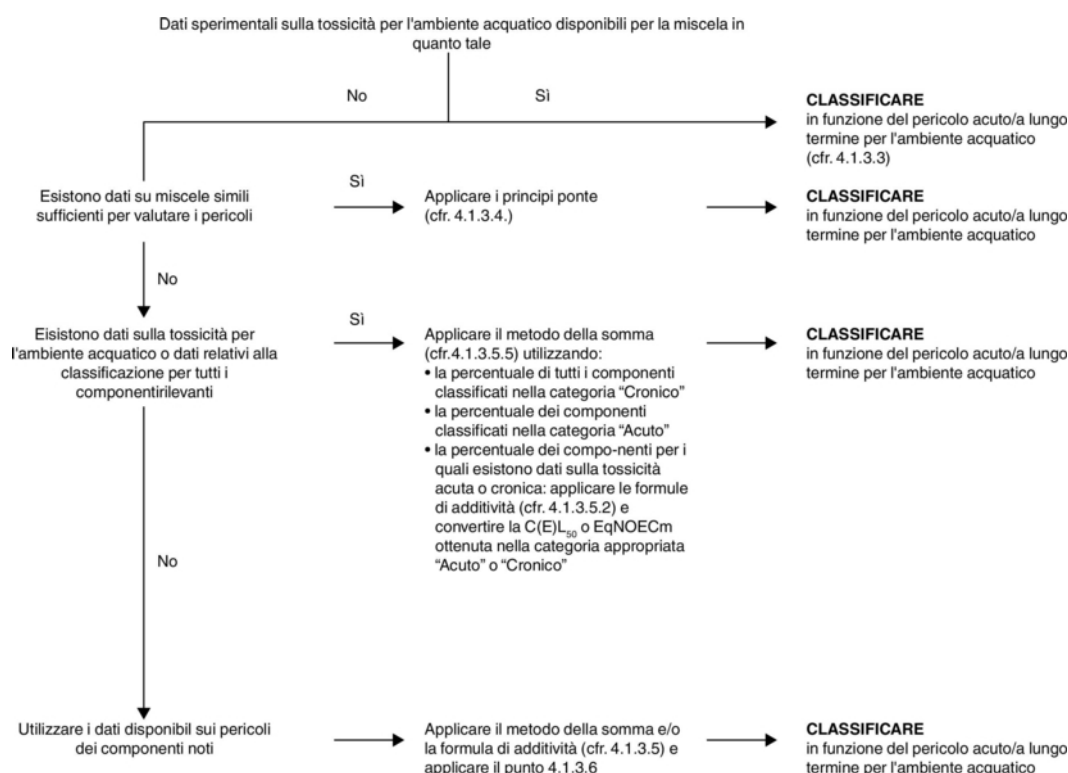 Dati sperimentali sulla tossicità per l'ambiente acquatico disponibili per la miscela in
quanto tale
No
Sì
CLASSIFICARE
in funzione del pericolo acuto/a lungo
termine per l'ambiente acquatico
(cfr. 4.1.3.3)
Esistono dati su miscele simili
sufficienti per valutare i pericoli
Sì
Applicare i principi ponte
(cfr. 4.1.3.4.)
CLASSIFICARE
in funzione del pericolo acuto/a lungo
termine per l'ambiente acquatico
No
Eisistono dati sulla tossicità per
l'ambiente acquatico o dati relativi alla
classificazione per tutti i
componentirilevanti
Sì
Applicare il metodo della somma
(cfr.4.1.3.5.5) utilizzando:
• la percentuale di tutti i componenti
classificati nella categoria “Cronico”
• la percentuale dei componenti
classificati nella categoria “Acuto”
• la percentuale dei compo-nenti per i
quali esistono dati sulla tossicità
acuta o cronica: applicare le formule
di additività (cfr. 4.1.3.5.2) e
convertire la C(E)L50 o EqNOECm
ottenuta nella categoria appropriata
“Acuto” o “Cronico”
CLASSIFICARE
in funzione del pericolo acuto/a lungo
termine per l'ambiente acquatico
No
Utilizzare i dati disponibil sui pericoli
dei componenti noti
Applicare il metodo della somma e/o
la formula di additività (cfr. 4.1.3.5) e
applicare il punto 4.1.3.6
CLASSIFICARE
in funzione del pericolo acuto/a lungo
termine per l'ambiente acquatico